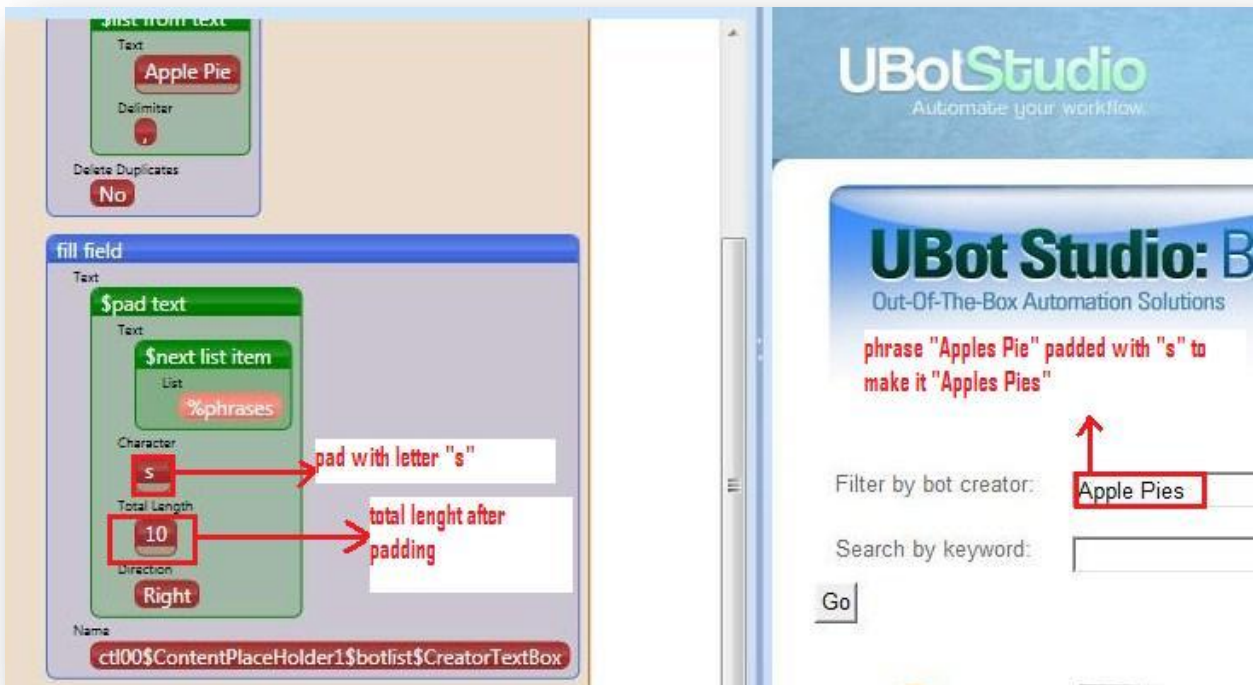 $list from text
Text
Apple Pie
Delimiter
,
Delete Duplicates
No
fill field
Text
$pad text
Text
$next list item
List
%phrases
Character
s
Total Length
10
Direction
Right
Name
ctl00$ContentPlaceHolder1$botlist$CreatorTextBox
pad with letter "s"
total lenght after
padding
UBotStudio
Automate your workflow.
UBot Studio: B
Out-Of-The-Box Automation Solutions
phrase "Apples Pie" padded with "s" to
make it "Apples Pies"
Filter by bot creator:
Apple Pies
Search by keyword:
Go